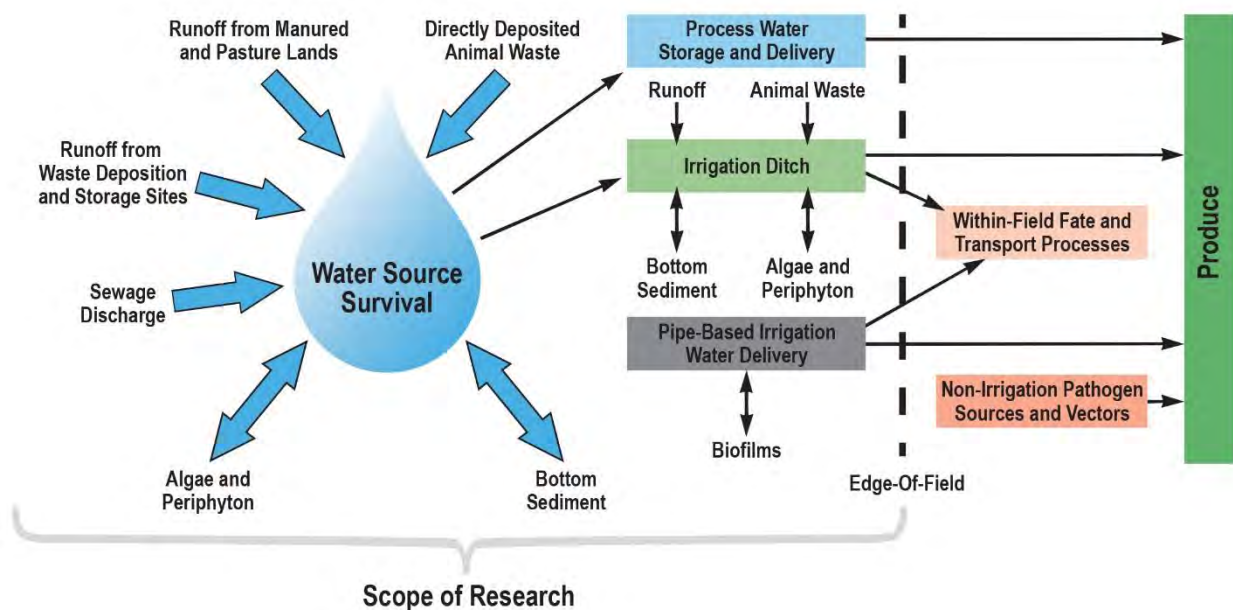 Runoff from Manured
and Pasture Lands
Directly Deposited
Animal Waste
Runoff from
Waste Deposition
and Storage Sites
Sewage
Discharge
Water Source
Survival
Algae and
Periphyton
Bottom
Sediment
Process Water
Storage and Delivery
Runoff
Animal Waste
Irrigation Ditch
Bottom
Sediment
Algae and
Periphyton
Pipe-Based Irrigation
Water Delivery
Biofilms
Edge-Of-Field
Within-Field Fate and
Transport Processes
Non-Irrigation Pathogen
Sources and Vectors
Produce
Scope of Research